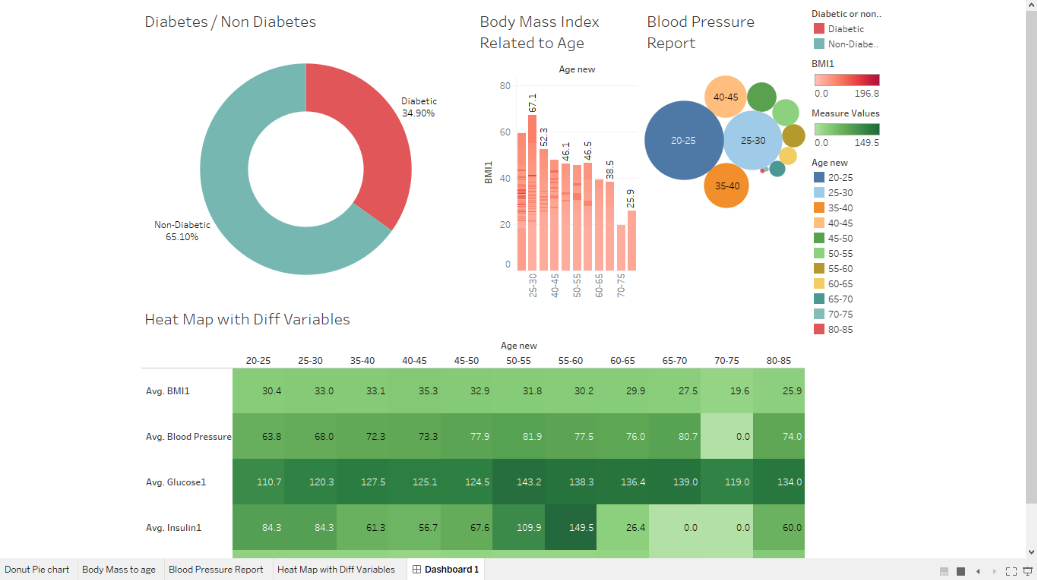 Diabetes / Non Diabetes
Diabetic
34.90%
Non-Diabetic
65.10%
Body Mass Index
Related to Age
Age new
BMI1
80
60
40
20
0
67.1
52.3
46.1
46.5
38.5
25.9
25-30
40-45
50-55
60-65
70-75
Blood Pressure
Report
40-45
20-25
25-30
35-40
Diabetic or non..
Diabetic
Non-Diabe..
BMI1
0.0 196.8
Measure Values
0.0 149.5
Age new
20-25
25-30
35-40
40-45
45-50
50-55
55-60
60-65
65-70
70-75
80-85
Heat Map with Diff Variables
Age new
20-25 25-30 35-40 40-45 45-50 50-55 55-60 60-65 65-70 70-75 80-85
Avg. BMI1 30.4 33.0 33.1 35.3 32.9 31.8 30.2 29.9 27.5 19.6 25.9
Avg. Blood Pressure 63.8 68.0 72.3 73.3 77.9 81.9 77.5 76.0 80.7 0.0 74.0
Avg. Glucose1 110.7 120.3 127.5 125.1 124.5 143.2 138.3 136.4 139.0 119.0 134.0
Avg. Insulin1 84.3 84.3 61.3 56.7 67.6 109.9 149.5 26.4 0.0 0.0 60.0
Donut Pie chart Body Mass to age Blood Pressure Report Heat Map with Diff Variables Dashboard 1